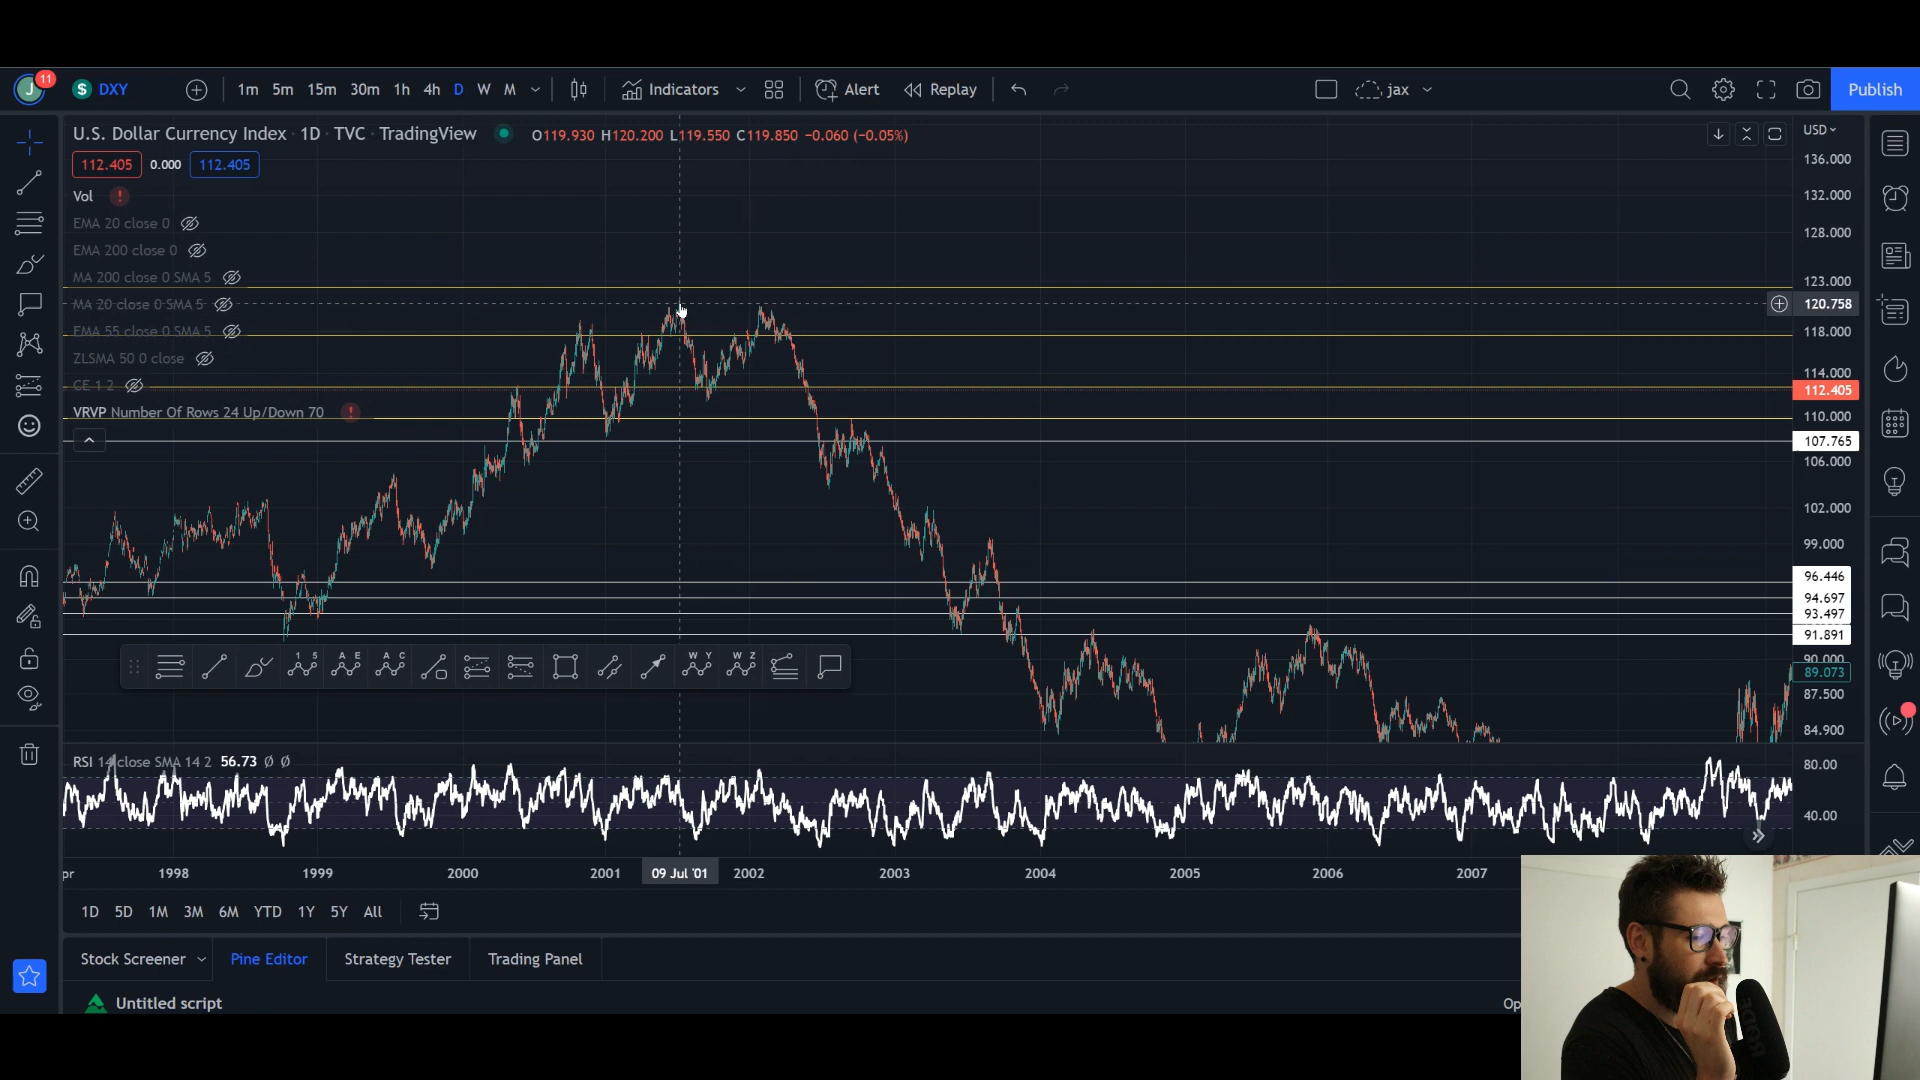 J 11 $ DXY 1m 5m 15m 30m 1h 4h D W M Indicators Alert Replay jax Publish
U.S. Dollar Currency Index · 1D · TVC · TradingView O119.930 H120.200 L119.550 C119.850 −0.060 (−0.05%) USD
112.405 0.000 112.405
Vol !
EMA 20 close 0
EMA 200 close 0
MA 200 close 0 SMA 5
MA 20 close 0 SMA 5
EMA 55 close 0 SMA 5
ZLSMA 50 0 close
CE 1 2
VRVP Number Of Rows 24 Up/Down 70 !
136.000
132.000
128.000
123.000
120.758
118.000
114.000
112.405
110.000
107.765
106.000
102.000
99.000
96.446
94.697
93.497
91.891
90.000
89.073
87.500
84.900
1 5 A E A C W Y W Z
RSI 14 close SMA 14 2 56.73 Ø Ø
80.00
40.00
pr 1998 1999 2000 2001 09 Jul '01 2002 2003 2004 2005 2006 2007
1D 5D 1M 3M 6M YTD 1Y 5Y All
Stock Screener Pine Editor Strategy Tester Trading Panel
Untitled script Op
RODE